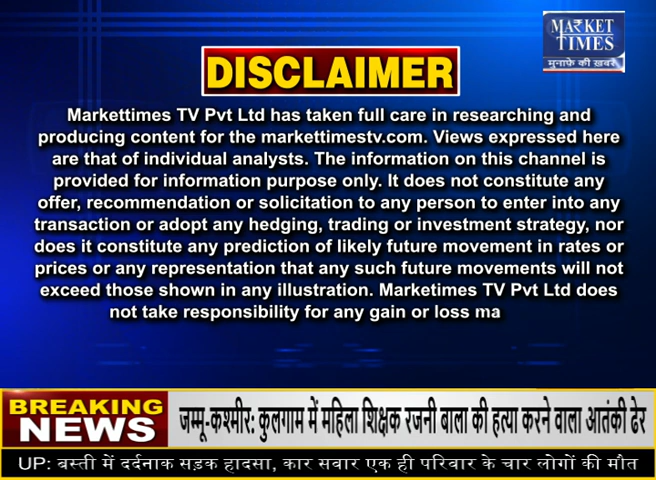 MARKET
TIMES
मुनाफे की ख़बर
DISCLAIMER
Markettimes TV Pvt Ltd has taken full care in researching and
producing content for the markettimestv.com. Views expressed here
are that of individual analysts. The information on this channel is
provided for information purpose only. It does not constitute any
offer, recommendation or solicitation to any person to enter into any
transaction or adopt any hedging, trading or investment strategy, nor
does it constitute any prediction of likely future movement in rates or
prices or any representation that any such future movements will not
exceed those shown in any illustration. Marketimes TV Pvt Ltd does
not take responsibility for any gain or loss ma
BREAKING
NEWS
जम्मू-कश्मीर: कुलगाम में महिला शिक्षक रजनी बाला की हत्या करने वाला आतंकी ढेर
UP: बस्ती में दर्दनाक सड़क हादसा, कार सवार एक ही परिवार के चार लोगों की मौत